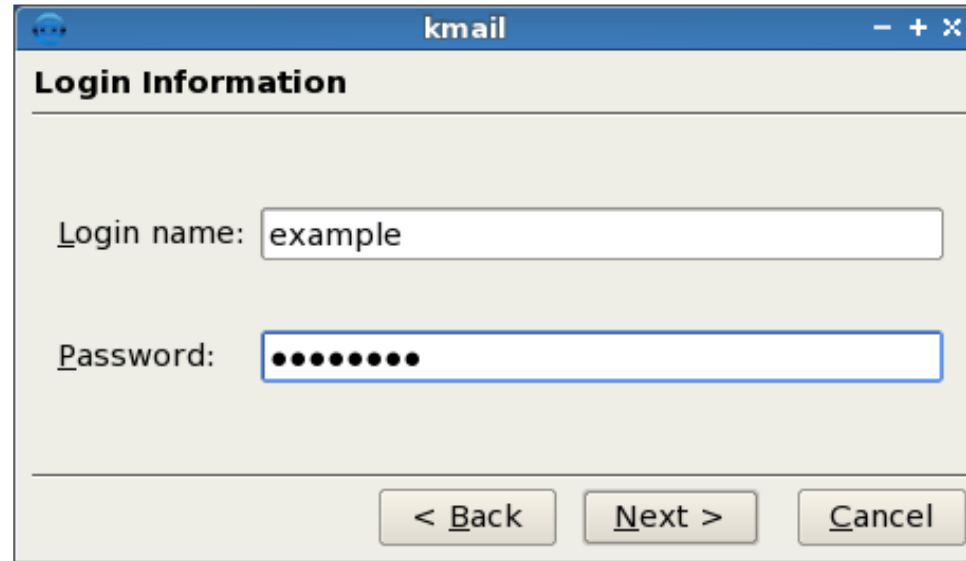 kmail
Login Information
Login name: example
Password: ●●●●●●●●
< Back Next > Cancel